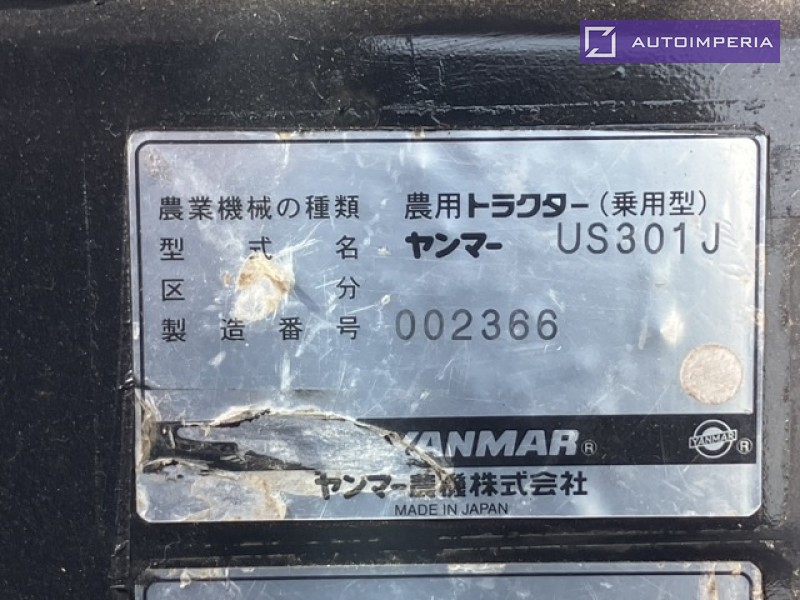 AUTOIMPERIA
農業機械の種類 農用トラクター(乗用型)
型式名 ヤンマー US301J
区分
製造番号 002366
YANMAR® YANMAR ®
ヤンマー農機株式会社
MADE IN JAPAN